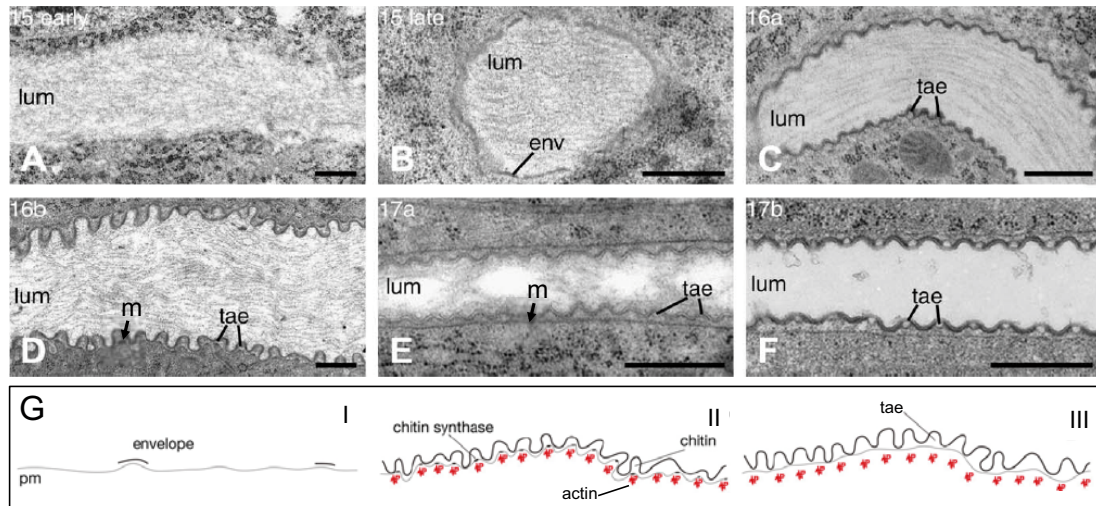 15 early
lum
A
15 late
lum
env
B
16a
tae
lum
C
16b
lum
m
tae
D
17a
lum
m
tae
E
17b
lum
tae
F
G
I
envelope
pm
II
chitin synthase
chitin
actin
III
tae